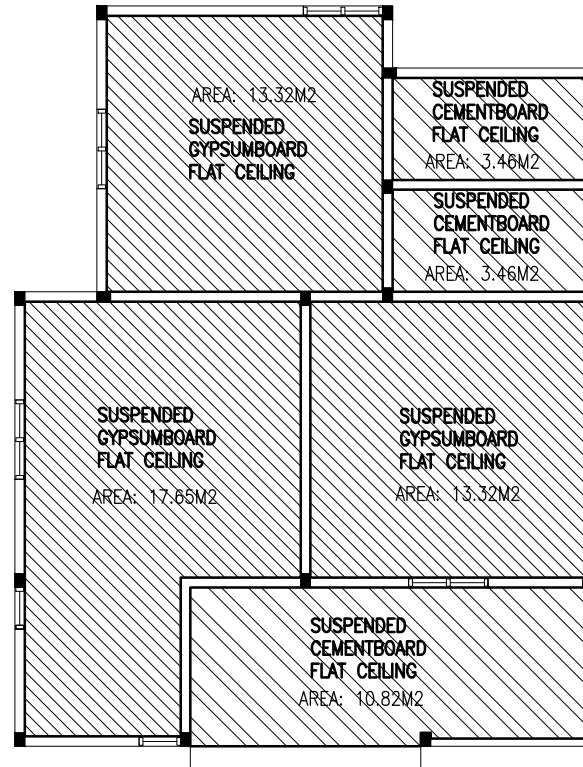 AREA: 13.32M2
SUSPENDED
GYPSUMBOARD
FLAT CEILING
SUSPENDED
CEMENTBOARD
FLAT CEILING
AREA: 3.46M2
SUSPENDED
CEMENTBOARD
FLAT CEILING
AREA: 3.46M2
SUSPENDED
GYPSUMBOARD
FLAT CEILING
AREA: 17.65M2
SUSPENDED
GYPSUMBOARD
FLAT CEILING
AREA: 13.32M2
SUSPENDED
CEMENTBOARD
FLAT CEILING
AREA: 10.82M2